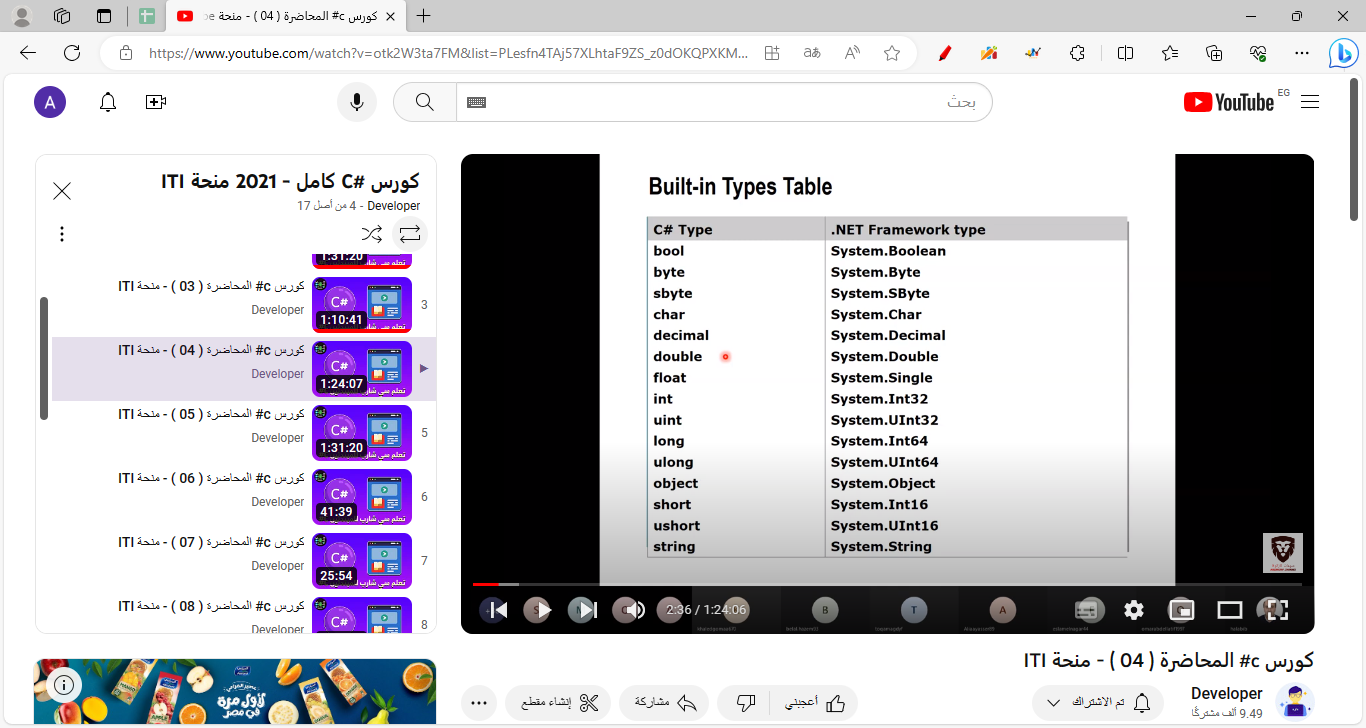 كورس c# المحاضرة ( 04 ) - منحة
https://www.youtube.com/watch?v=otk2W3ta7FM&list=PLesfn4TAj57XLhtaF9ZS_z0dOKQPXKM...
A
بحث
YouTube EG
كورس C# كامل - 2021 منحة ITI
Developer - 4 من أصل 17
1:31:20
3
كورس c# المحاضرة ( 03 ) - منحة ITI
Developer
C#
1:10:41
كورس c# المحاضرة ( 04 ) - منحة ITI
Developer
C#
1:24:07
5
كورس c# المحاضرة ( 05 ) - منحة ITI
Developer
C#
1:31:20
6
كورس c# المحاضرة ( 06 ) - منحة ITI
Developer
C#
41:39
7
كورس c# المحاضرة ( 07 ) - منحة ITI
Developer
C#
25:54
8
كورس c# المحاضرة ( 08 ) - منحة ITI
Developer
C#
Built-in Types Table
C# Type .NET Framework type
bool System.Boolean
byte System.Byte
sbyte System.SByte
char System.Char
decimal System.Decimal
double System.Double
float System.Single
int System.Int32
uint System.UInt32
long System.Int64
ulong System.UInt64
object System.Object
short System.Int16
ushort System.UInt16
string System.String
2:36 / 1:24:06
B
T
A
كورس c# المحاضرة ( 04 ) - منحة ITI
Developer
9.49 ألف مشترك
تم الاشتراك
أعجبني
مشاركة
إنشاء مقطع
لأول مرة
في مصر